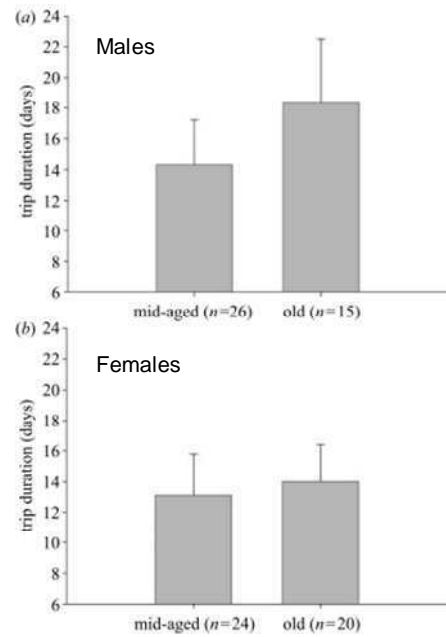 (a)
Males
trip duration (days)
24
22
20
18
16
14
12
10
8
6
mid-aged (n=26) old (n=15)
(b)
Females
trip duration (days)
24
22
20
18
16
14
12
10
8
6
mid-aged (n=24) old (n=20)